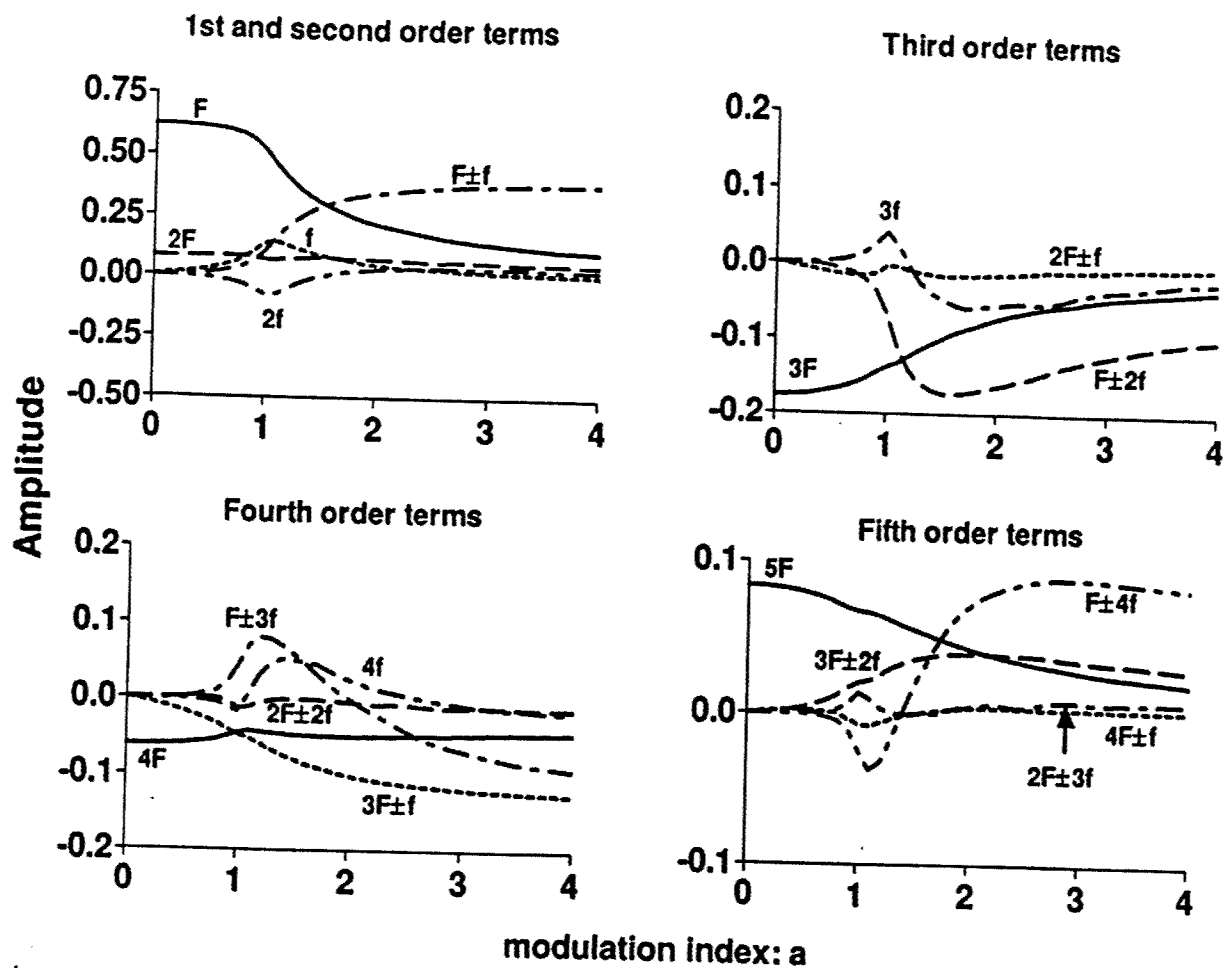 1st and second order terms
0.75
0.50
0.25
0.00
-0.25
-0.50
F
F±f
2F
f
2f
0 1 2 3 4
Third order terms
0.2
0.1
0.0
-0.1
-0.2
3f
2F±f
3F
F±2f
0 1 2 3 4
Amplitude
Fourth order terms
0.2
0.1
0.0
-0.1
-0.2
F±3f
4f
2F±2f
4F
3F±f
0 1 2 3 4
Fifth order terms
0.1
0.0
-0.1
5F
F±4f
3F±2f
4F±f
2F±3f
0 1 2 3 4
modulation index: a